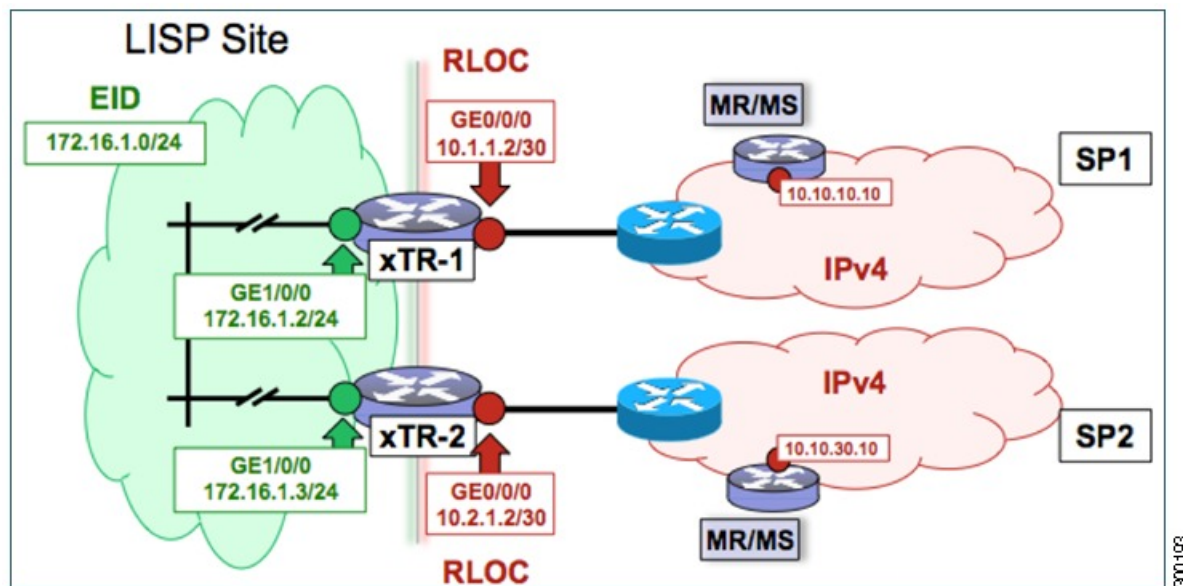 LISP Site
EID
172.16.1.0/24
RLOC
GE0/0/0
10.1.1.2/30
MR/MS
10.10.10.10
SP1
xTR-1
IPv4
GE1/0/0
172.16.1.2/24
IPv4
xTR-2
SP2
10.10.30.10
GE1/0/0
172.16.1.3/24
GE0/0/0
10.2.1.2/30
MR/MS
RLOC